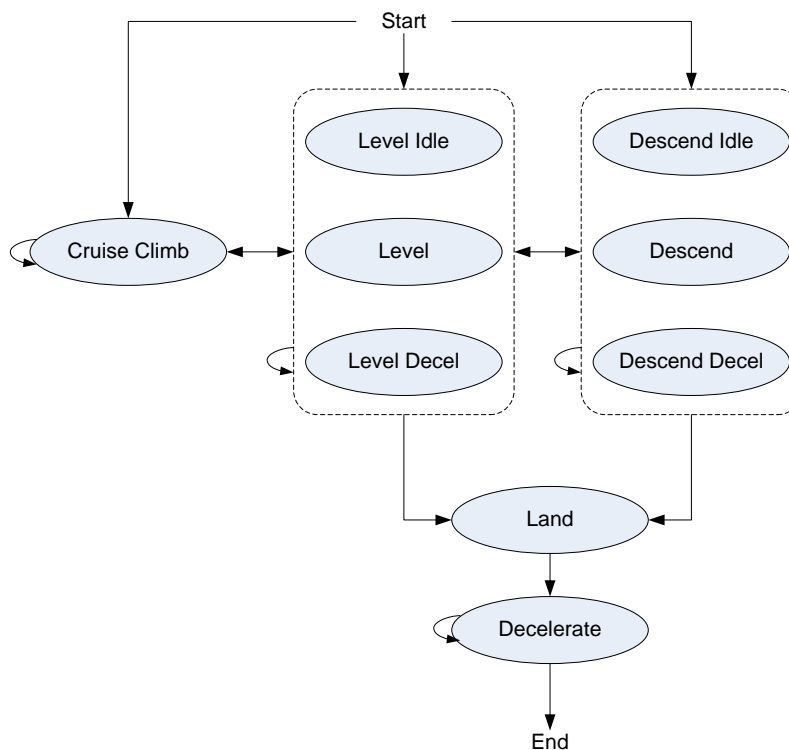 Start
Level Idle
Descend Idle
Cruise Climb
Level
Descend
Level Decel
Descend Decel
Land
Decelerate
End